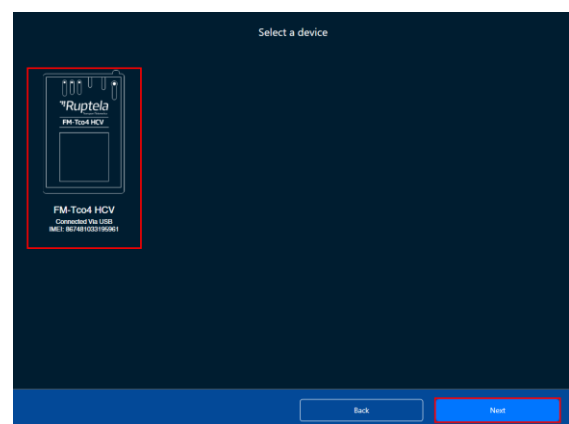 Select a device
Ruptela
FM-Tco4 HCV
FM-Tco4 HCV
Connected Via USB
IMEI: 867481033195961
Back
Next